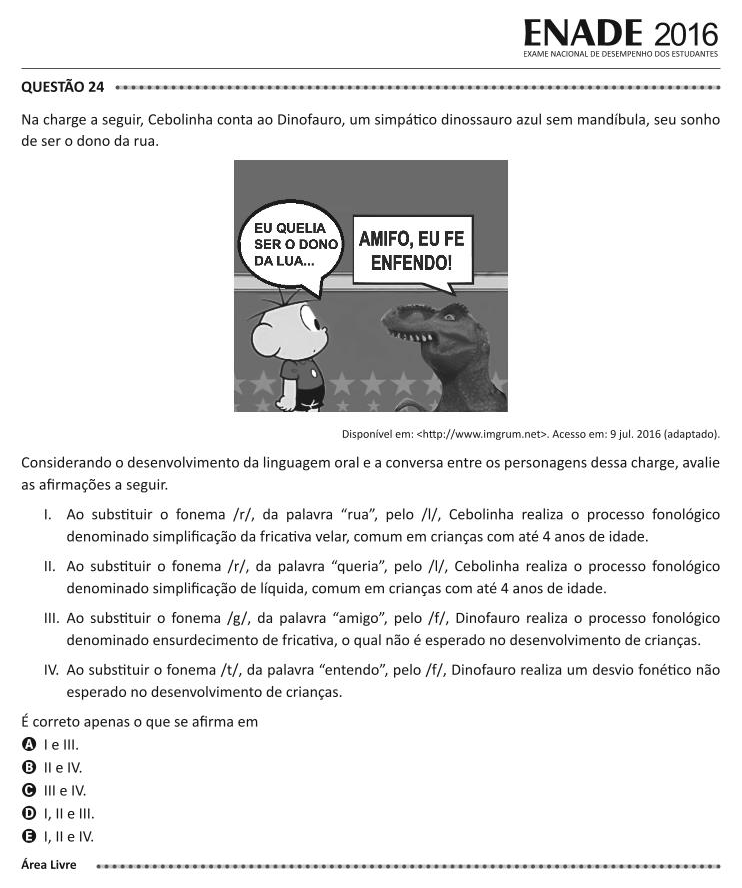 ENADE 2016
EXAME NACIONAL DE DESEMPENHO DOS ESTUDANTES
QUESTÃO 24
Na charge a seguir, Cebolinha conta ao Dinofauro, um simpático dinossauro azul sem mandíbula, seu sonho
de ser o dono da rua.
EU QUELIA
SER O DONO
DA LUA...
AMIFO, EU FE
ENFENDO!
Disponível em: <http://www.imgrum.net>. Acesso em: 9 jul. 2016 (adaptado).
Considerando o desenvolvimento da linguagem oral e a conversa entre os personagens dessa charge, avalie
as afirmações a seguir.
I. Ao substituir o fonema /r/, da palavra “rua”, pelo /l/, Cebolinha realiza o processo fonológico
denominado simplificação da fricativa velar, comum em crianças com até 4 anos de idade.
II. Ao substituir o fonema /r/, da palavra “queria”, pelo /l/, Cebolinha realiza o processo fonológico
denominado simplificação de líquida, comum em crianças com até 4 anos de idade.
III. Ao substituir o fonema /g/, da palavra “amigo”, pelo /f/, Dinofauro realiza o processo fonológico
denominado ensurdecimento de fricativa, o qual não é esperado no desenvolvimento de crianças.
IV. Ao substituir o fonema /t/, da palavra “entendo”, pelo /f/, Dinofauro realiza um desvio fonético não
esperado no desenvolvimento de crianças.
É correto apenas o que se afirma em
A I e III.
B II e IV.
C III e IV.
D I, II e III.
E I, II e IV.
Área Livre